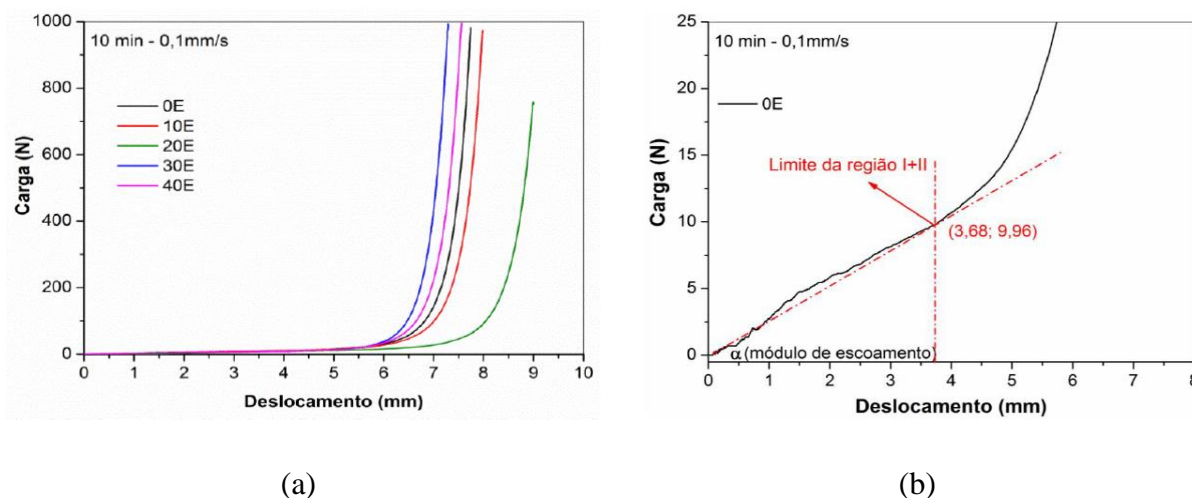 10 min - 0,1mm/s
0E
10E
20E
30E
40E
Carga (N)
1000
800
600
400
200
0
0 1 2 3 4 5 6 7 8 9 10
Deslocamento (mm)
(a)
10 min - 0,1mm/s
0E
Limite da região I+II
(3,68; 9,96)
α (módulo de escoamento)
Carga (N)
25
20
15
10
5
0
0 1 2 3 4 5 6 7 8
Deslocamento (mm)
(b)